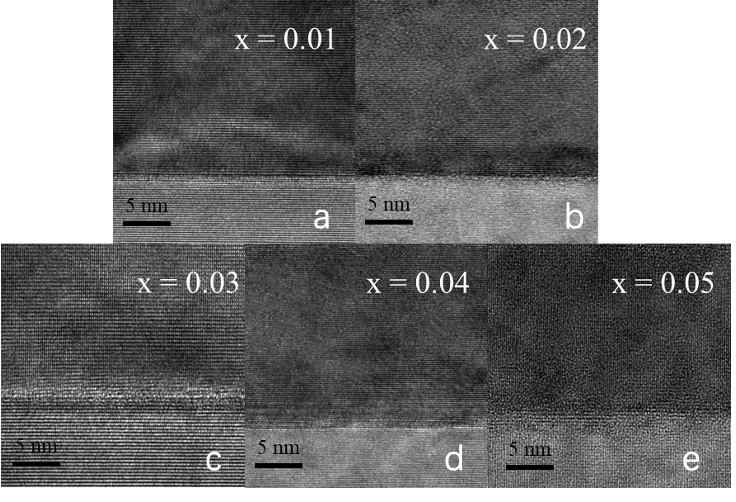 x = 0.01
x = 0.02
5 nm
a
5 nm
b
x = 0.03
x = 0.04
x = 0.05
5 nm
c
5 nm
d
5 nm
e